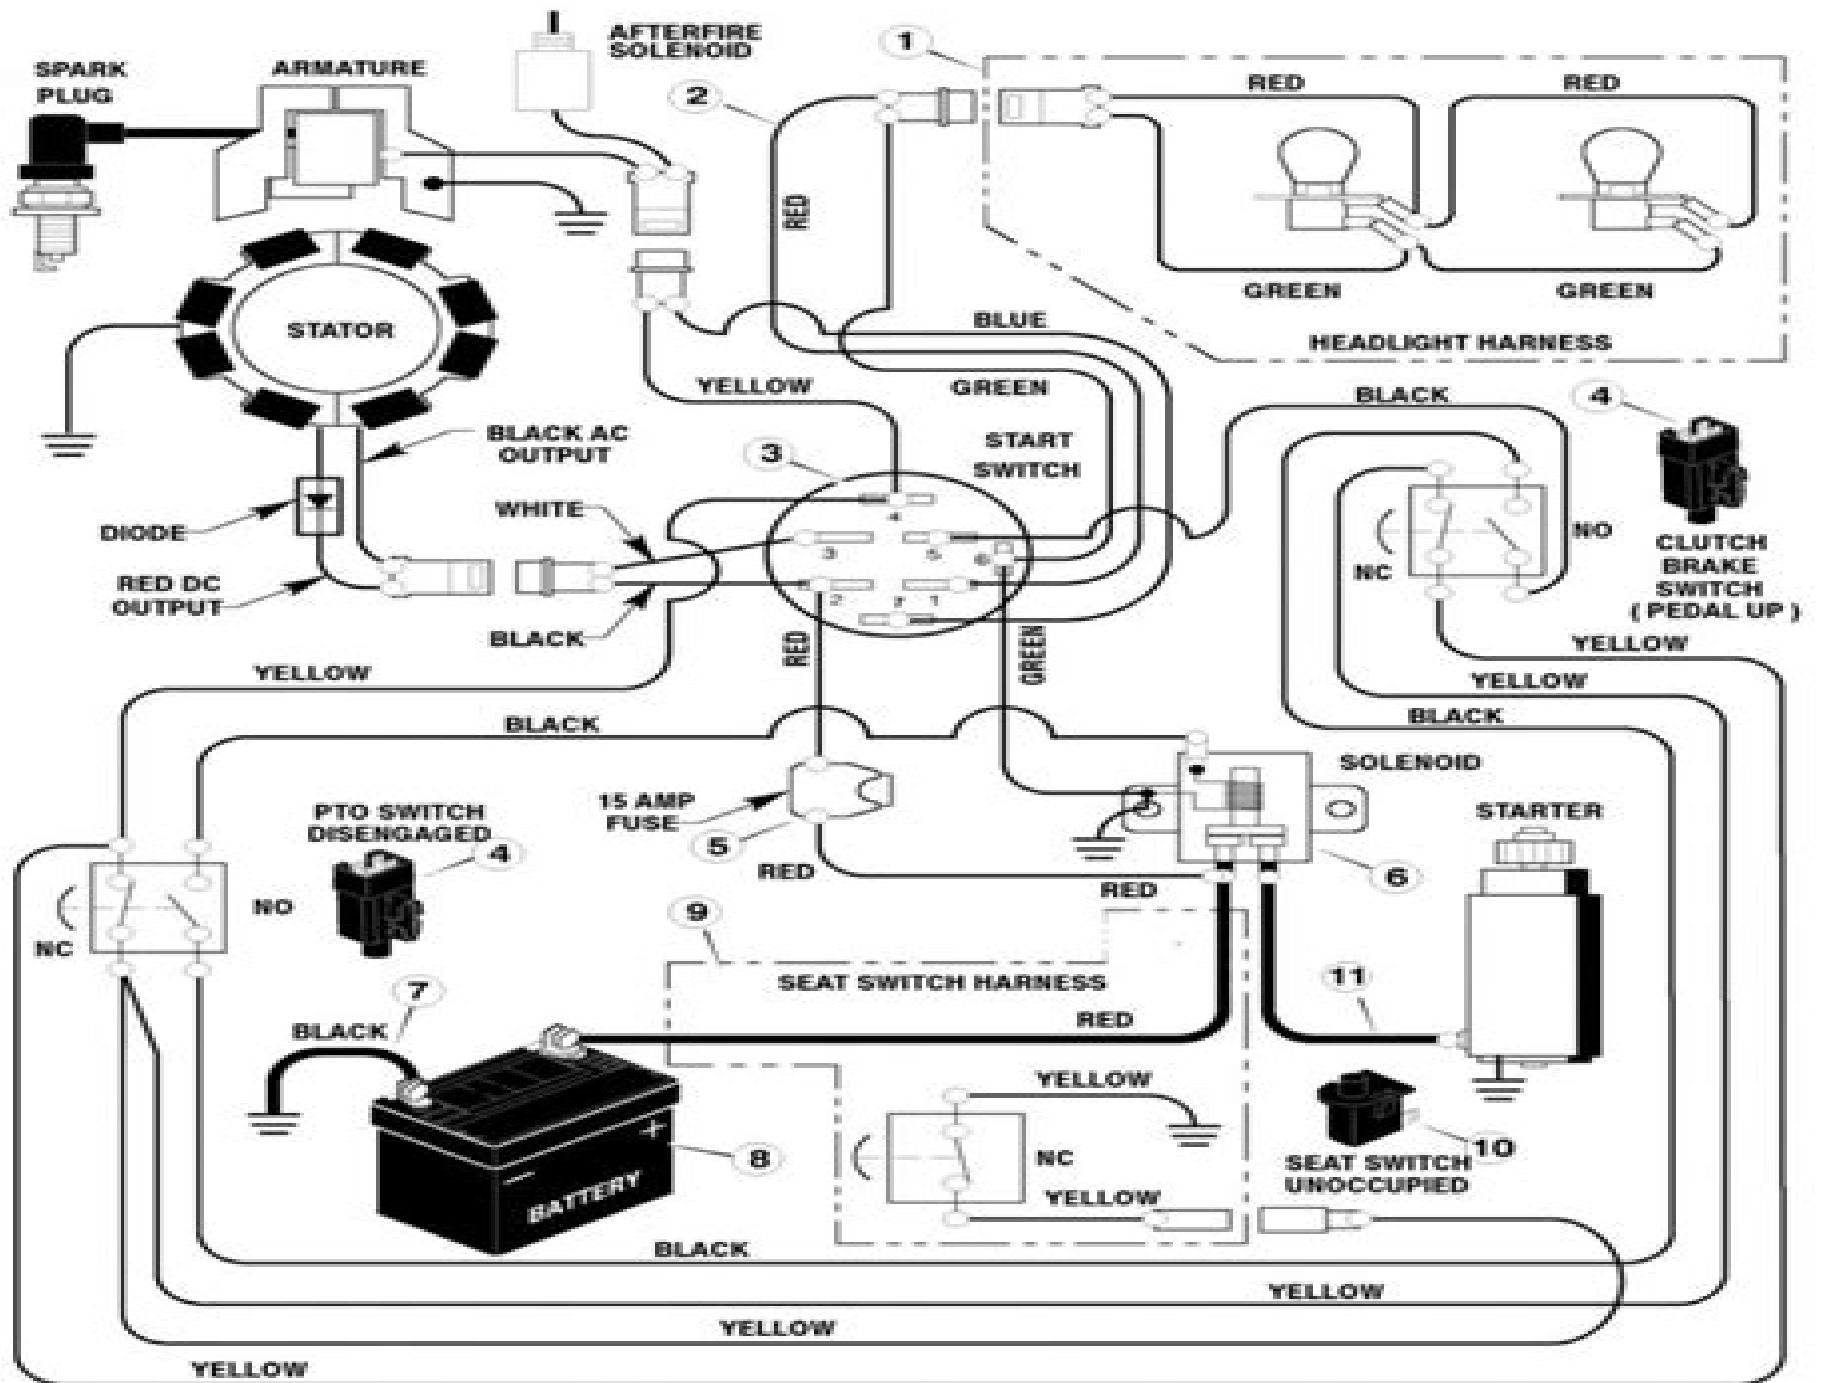 AFTERFIRE
SOLENOID
1
SPARK
PLUG
ARMATURE
2
RED
RED
RED
STATOR
GREEN
GREEN
BLUE
HEADLIGHT HARNESS
YELLOW
GREEN
BLACK
4
BLACK AC
OUTPUT
START
SWITCH
3
WHITE
DIODE
4
3
5
6
2
1
NO
NC
CLUTCH
BRAKE
SWITCH
( PEDAL UP )
RED DC
OUTPUT
BLACK
RED
GREEN
YELLOW
YELLOW
YELLOW
BLACK
BLACK
SOLENOID
15 AMP
FUSE
PTO SWITCH
DISENGAGED
4
STARTER
5
RED
RED
6
NO
NC
9
7
SEAT SWITCH HARNESS
11
BLACK
RED
YELLOW
8
NC
10
SEAT SWITCH
UNOCCUPIED
+
−
BATTERY
YELLOW
BLACK
YELLOW
YELLOW
YELLOW